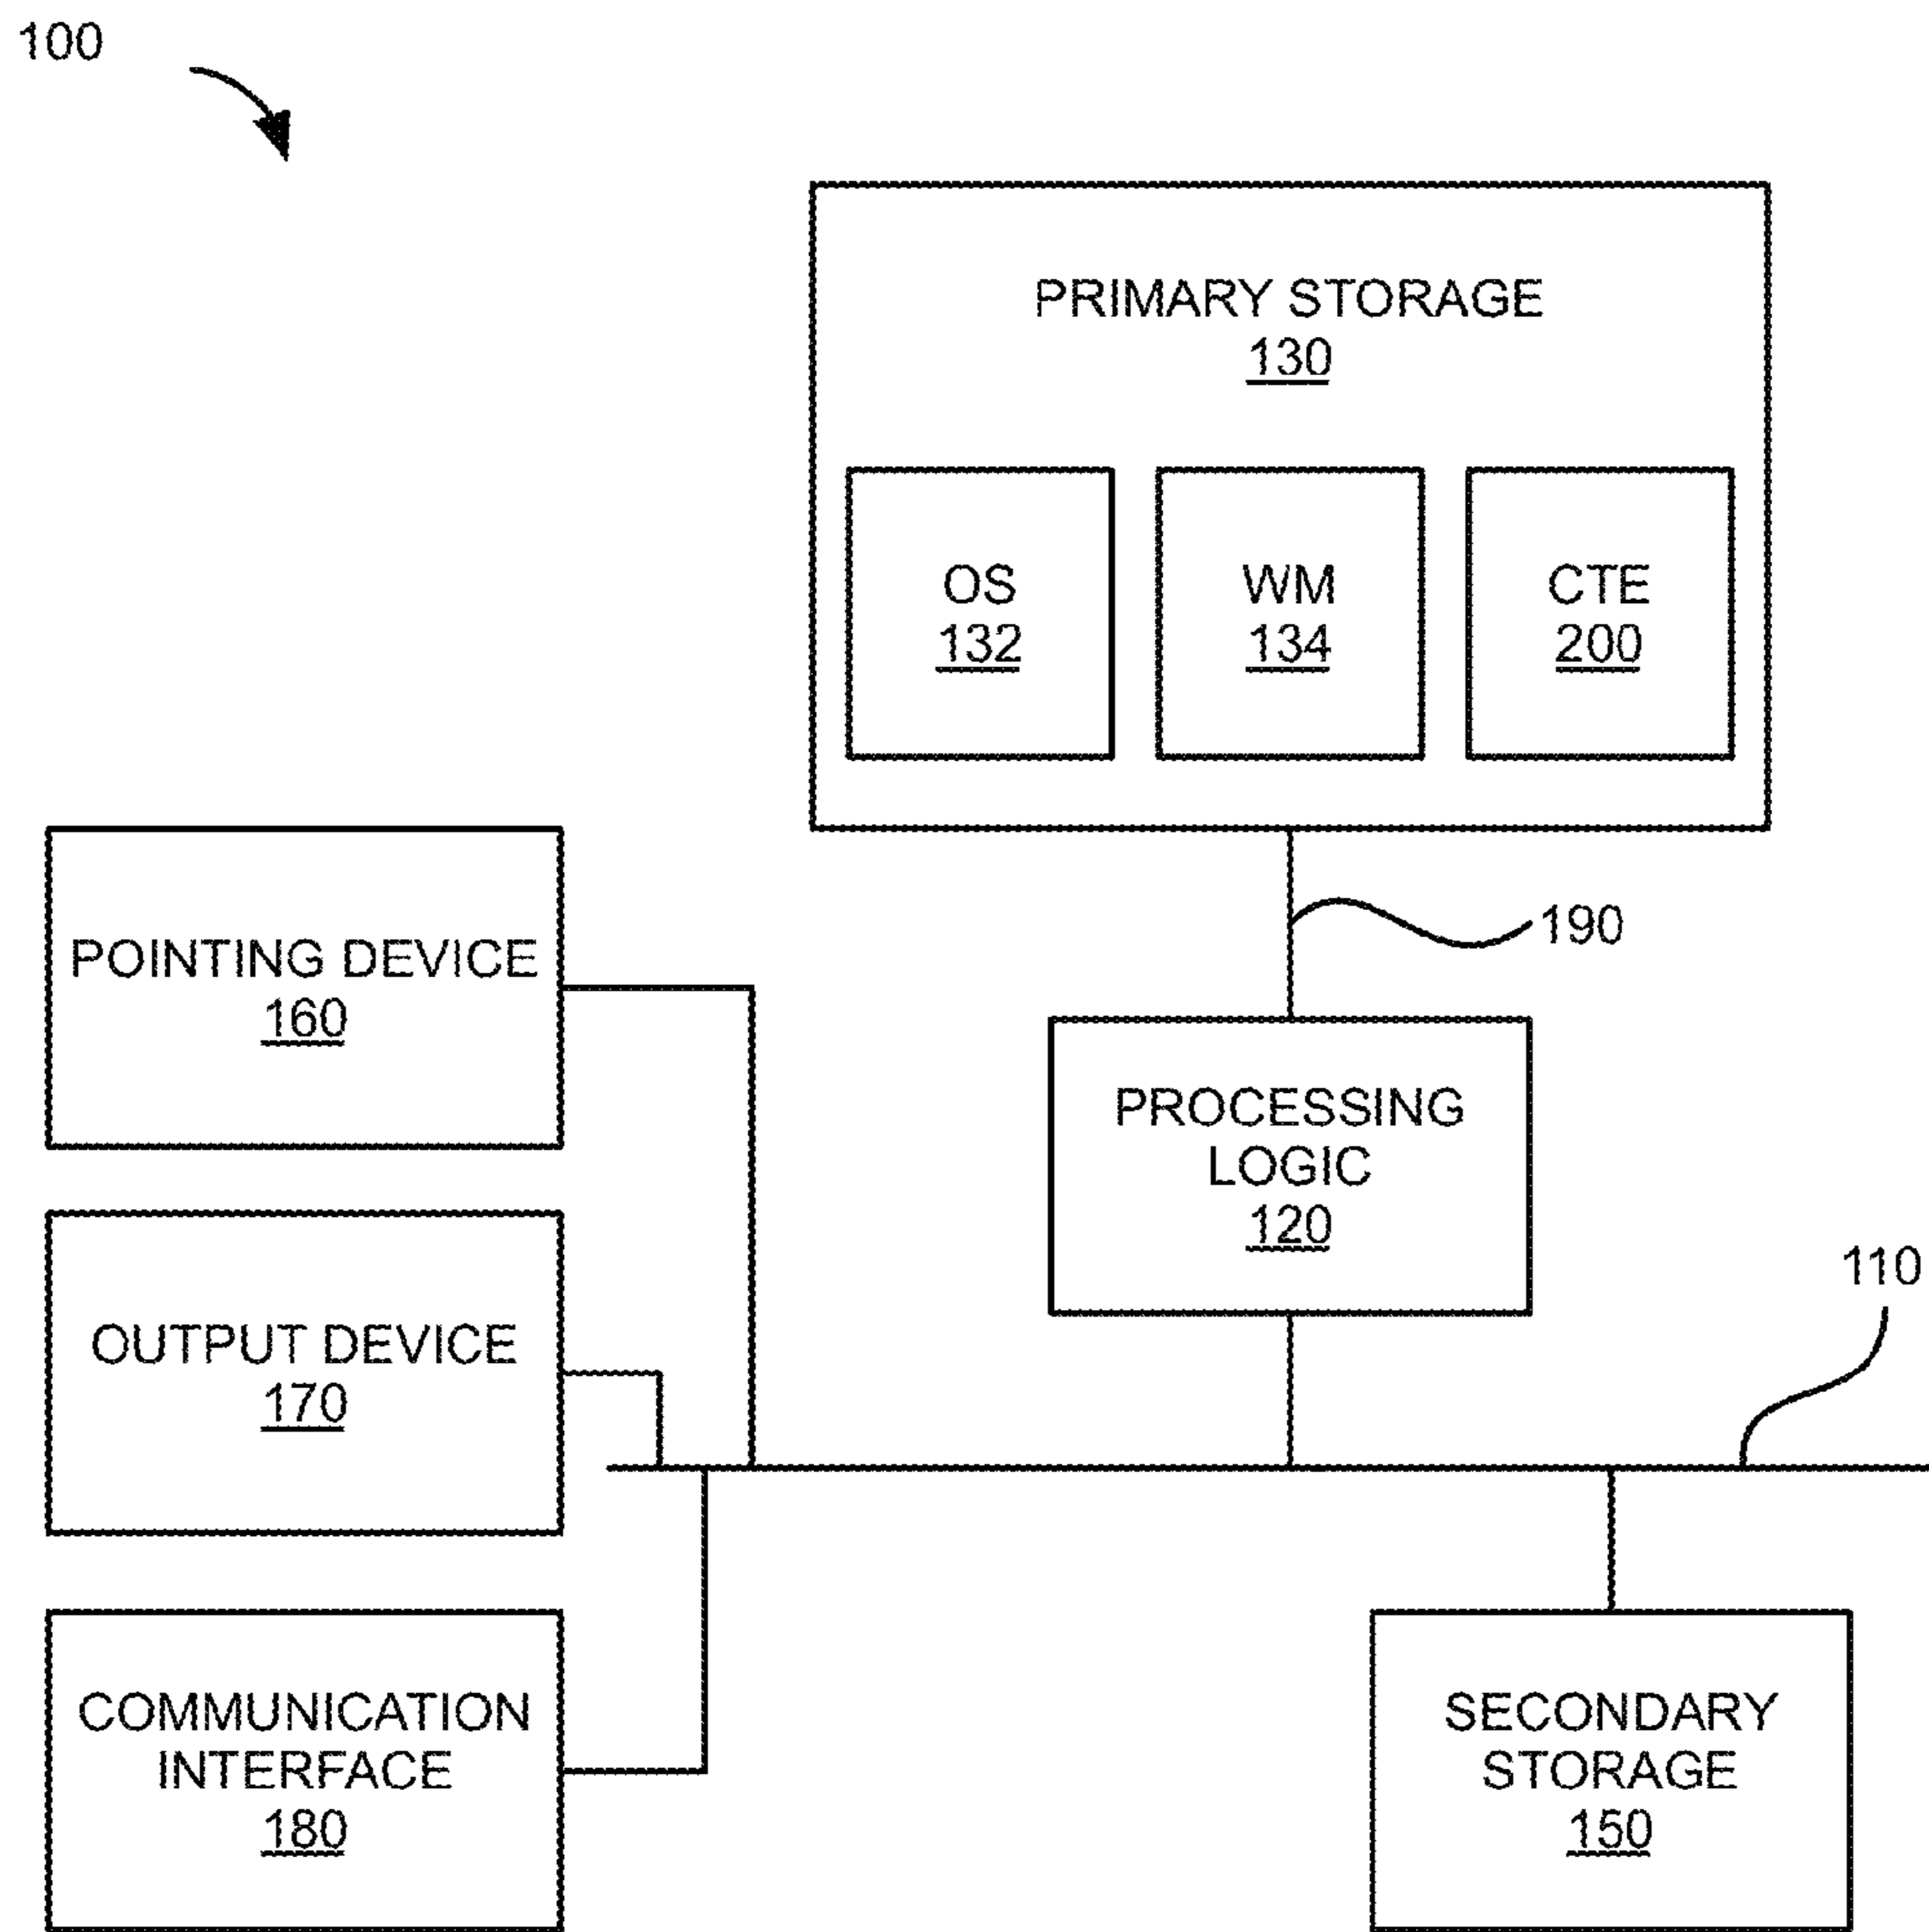 100
PRIMARY STORAGE
130
OS
132
WM
134
CTE
200
190
POINTING DEVICE
160
PROCESSING
LOGIC
120
110
OUTPUT DEVICE
170
COMMUNICATION
INTERFACE
180
SECONDARY
STORAGE
150